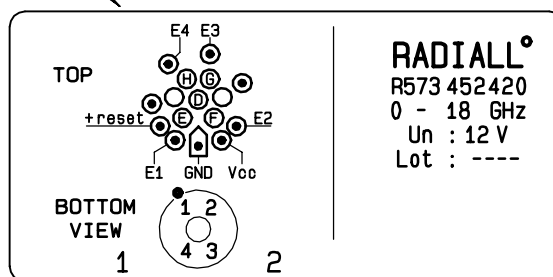 E4 E3
TOP
H G
D
E F
+reset
E2
E1 GND Vcc
BOTTOM
VIEW
1 2
4 3
1 2
RADIALL°
R573 452420
0 - 18 GHz
Un : 12 V
Lot : ----